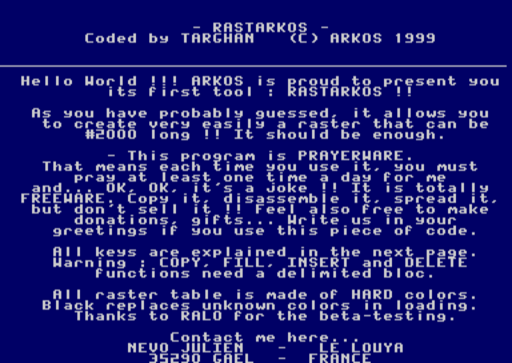 - RASTARKOS -
Coded by TARGHAN (C) ARKOS 1999
Hello World !!! ARKOS is proud to present you
its first tool : RASTARKOS !!
As you have probably guessed, it allows you
to create very easily a raster that can be
#2000 long !! It should be enough.
- This program is PRAYERWARE.
That means each time you use it, you must
pray at least one time a day for me
and... OK, OK, it's a joke !! It is totally
FREEWARE. Copy it, disassemble it, spread it,
but don't sell it !! Feel also free to make
donations, gifts... Write us in your
greetings if you use this piece of code.
All keys are explained in the next page.
Warning : COPY, FILL, INSERT and DELETE
functions need a delimited bloc.
All raster table is made of HARD colors.
Black replaces unknown colors in loading.
Thanks to RALO for the beta-testing.
Contact me here...
NEVO JULIEN - LE LOUYA
35290 GAEL - FRANCE